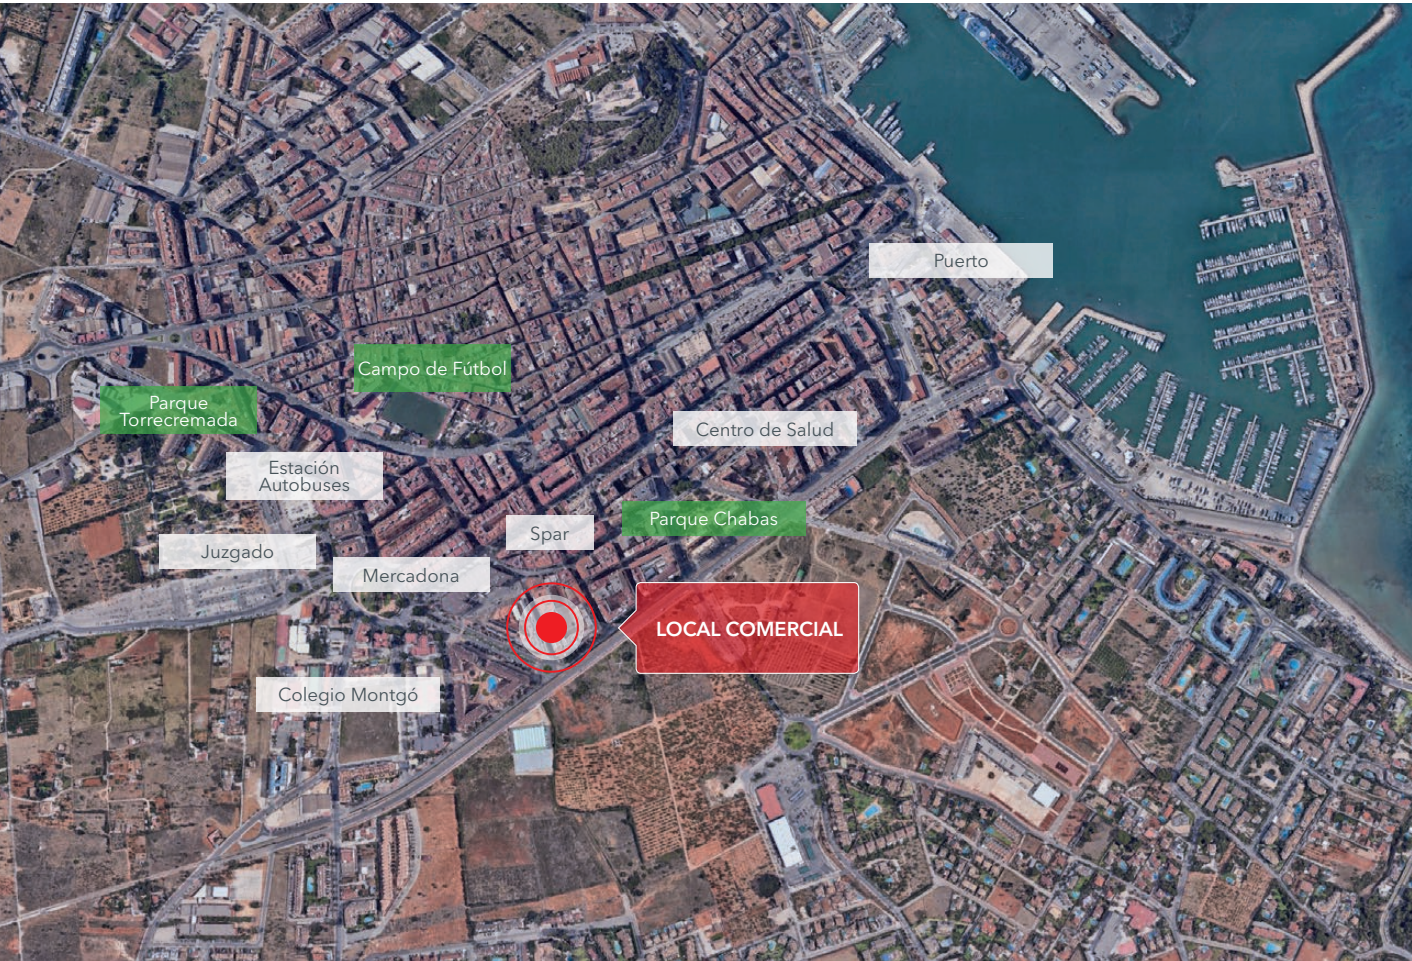 Puerto
Campo de Fútbol
Parque
Torrecremada
Centro de Salud
Estación
Autobuses
Parque Chabas
Spar
Juzgado
Mercadona
LOCAL COMERCIAL
Colegio Montgó